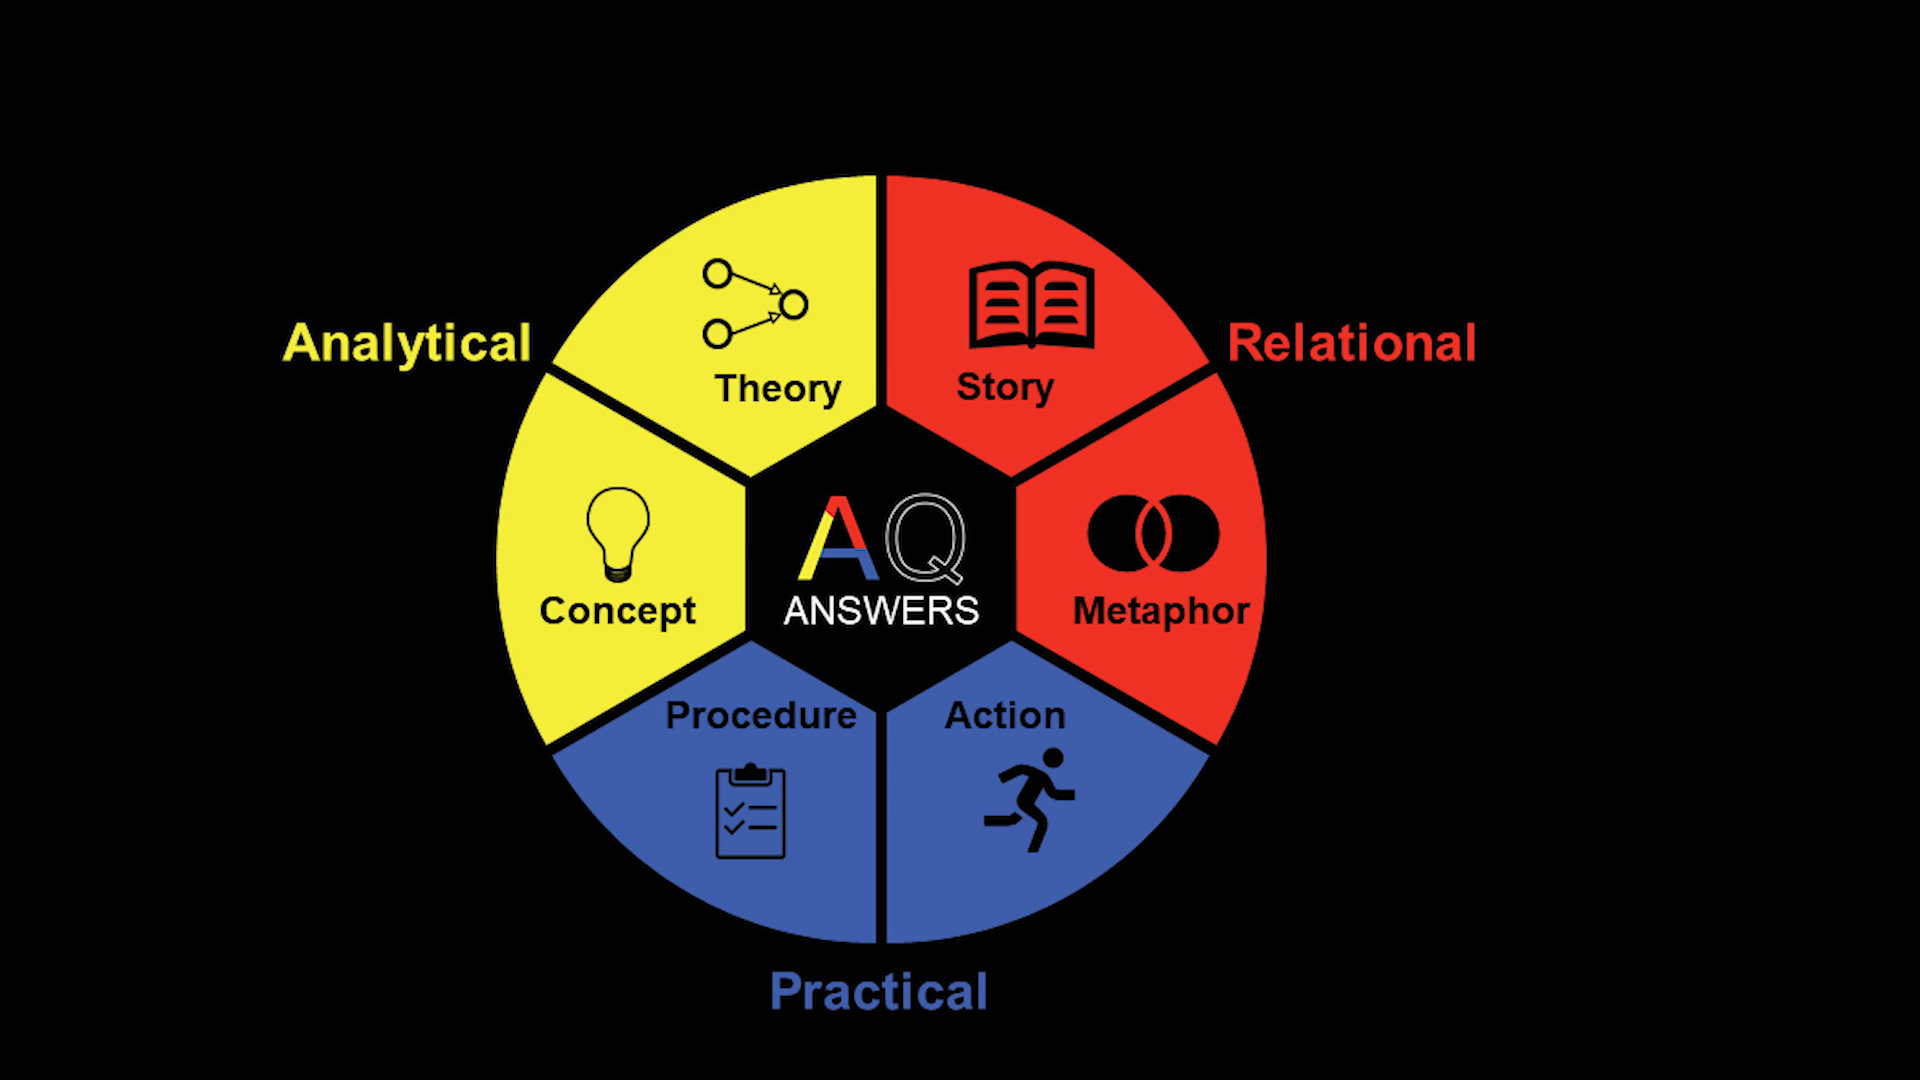 Analytical
Relational
Theory
Story
Concept
AQ
ANSWERS
Metaphor
Procedure
Action
Practical